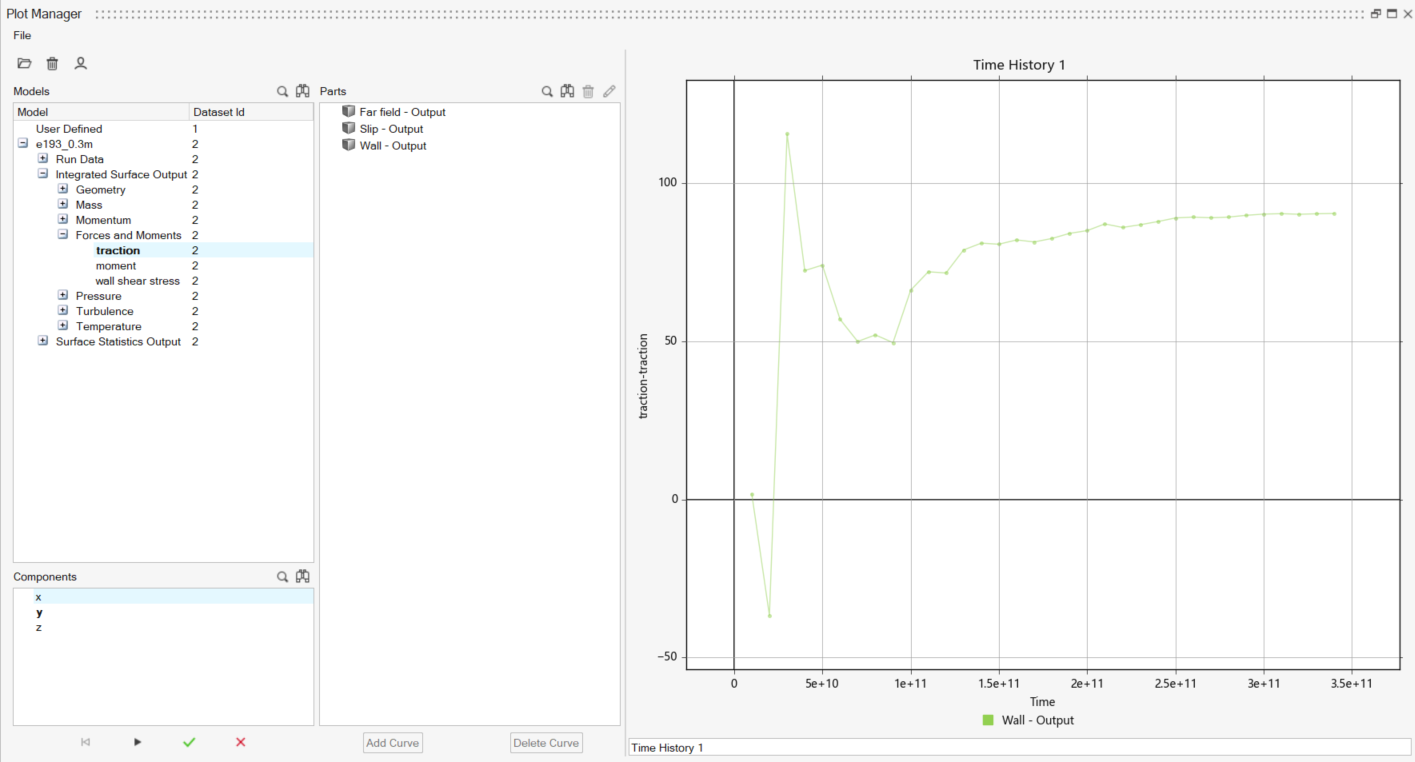 Plot Manager
File
Models
Model Dataset Id
User Defined 1
e193_0.3m 2
Run Data 2
Integrated Surface Output 2
Geometry 2
Mass 2
Momentum 2
Forces and Moments 2
traction 2
moment 2
wall shear stress 2
Pressure 2
Turbulence 2
Temperature 2
Surface Statistics Output 2
Components
x
y
z
Parts
Far field - Output
Slip - Output
Wall - Output
Add Curve
Delete Curve
Time History 1
traction-traction
100
50
0
−50
0 5e+10 1e+11 1.5e+11 2e+11 2.5e+11 3e+11 3.5e+11
Time
Wall - Output
Time History 1